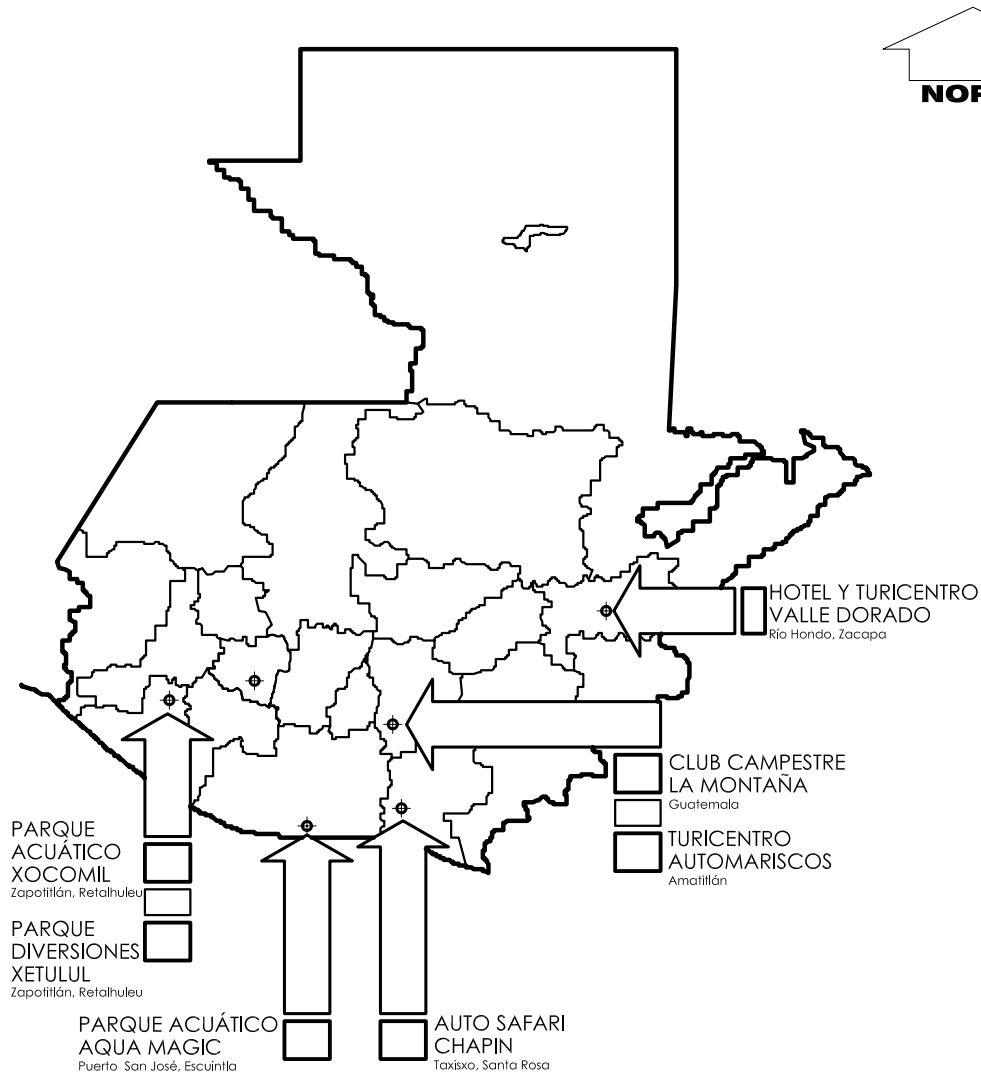 NOR
HOTEL Y TURICENTRO
VALLE DORADO
Río Hondo, Zacapa
CLUB CAMPESTRE
LA MONTAÑA
Guatemala
TURICENTRO
AUTOMARISCOS
Amatitlán
PARQUE
ACUÁTICO
XOCOMIL
Zapotitlán, Retalhuleu
PARQUE
DIVERSIONES
XETULUL
Zapotitlán, Retalhuleu
PARQUE ACUÁTICO
AQUA MAGIC
Puerto San José, Escuintla
AUTO SAFARI
CHAPIN
Taxisxo, Santa Rosa